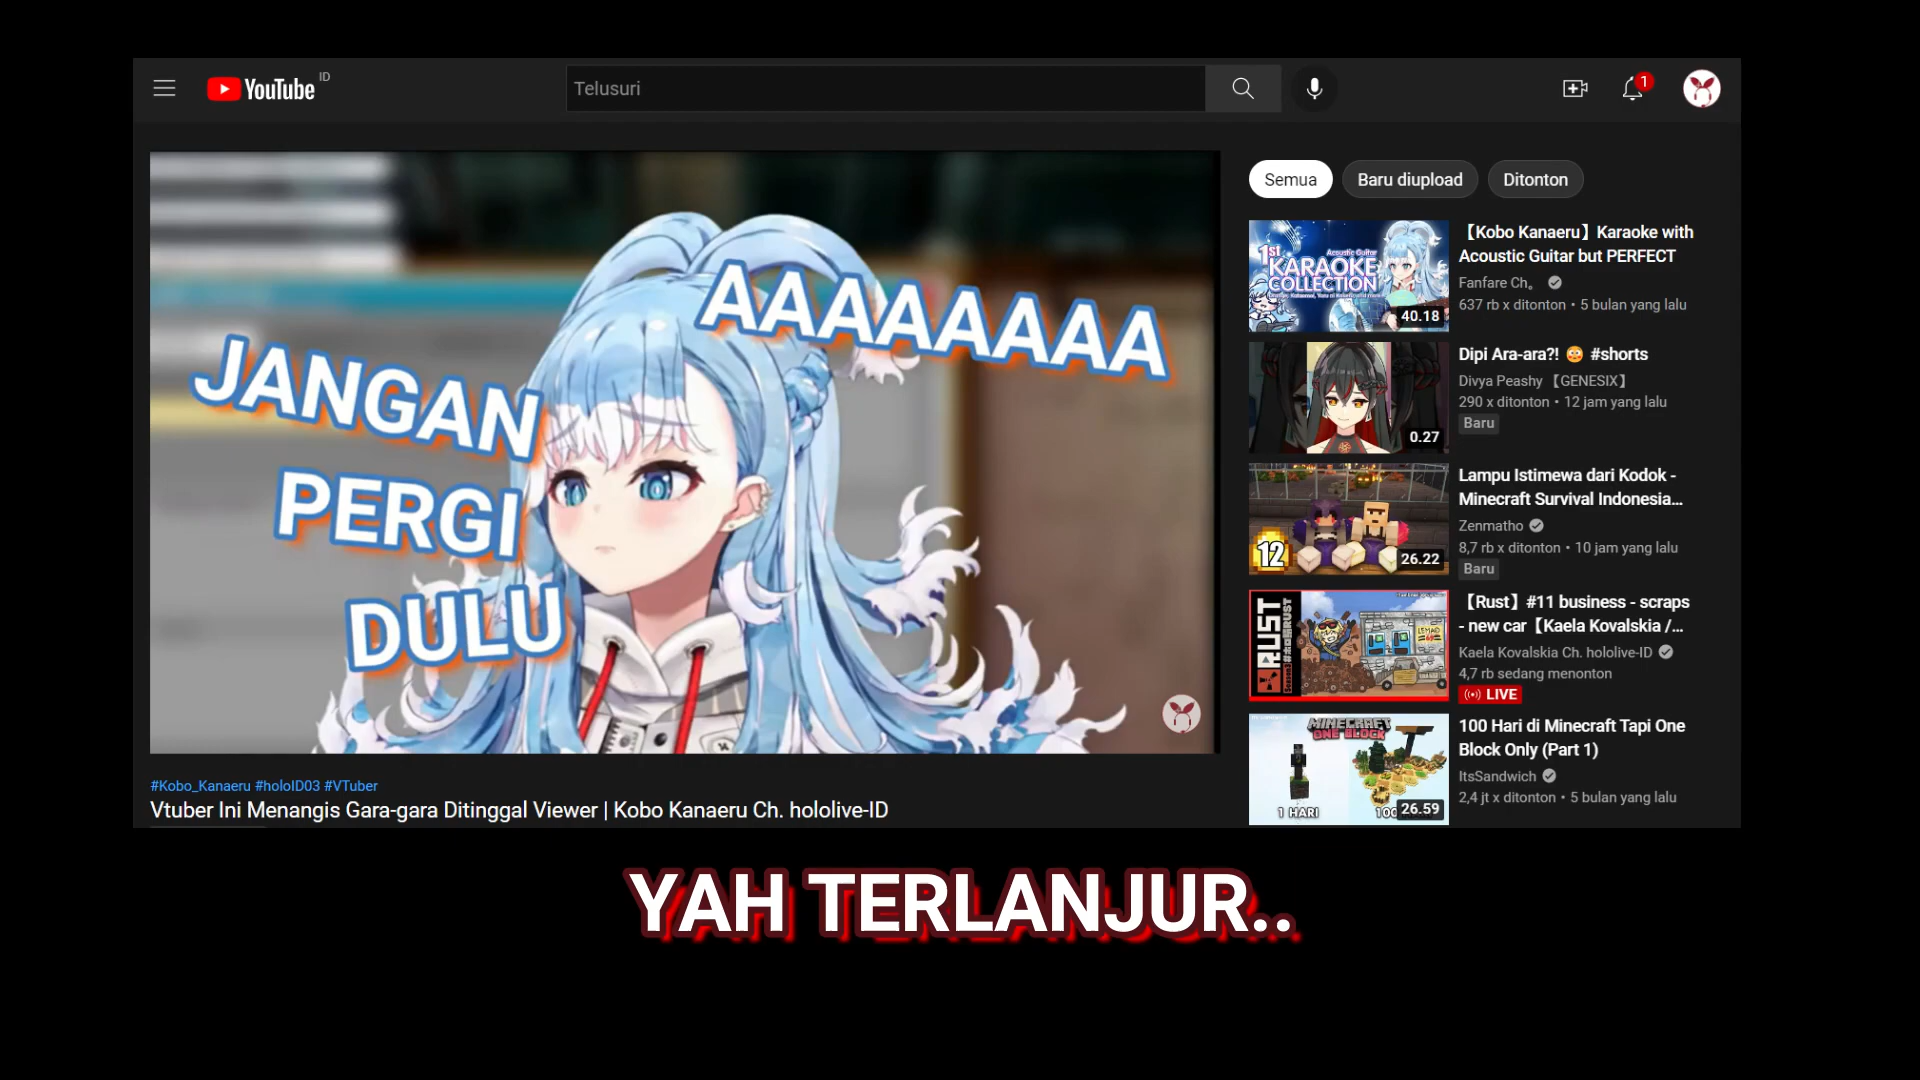 YouTube ID
Telusuri
1
AAAAAAAA
JANGAN
PERGI
DULU
#Kobo_Kanaeru #holoID03 #VTuber
Vtuber Ini Menangis Gara-gara Ditinggal Viewer | Kobo Kanaeru Ch. hololive-ID
Semua
Baru diupload
Ditonton
1st
Acoustic Guitar
KARAOKE
COLLECTION
40.18
【Kobo Kanaeru】Karaoke with
Acoustic Guitar but PERFECT
Fanfare Ch。
637 rb x ditonton • 5 bulan yang lalu
0.27
Dipi Ara-ara?! 😳 #shorts
Divya Peashy 【GENESIX】
290 x ditonton • 12 jam yang lalu
Baru
12
26.22
Lampu Istimewa dari Kodok -
Minecraft Survival Indonesia...
Zenmatho
8,7 rb x ditonton • 10 jam yang lalu
Baru
RUST
【Rust】#11 business - scraps
- new car【Kaela Kovalskia /...
Kaela Kovalskia Ch. hololive-ID
4,7 rb sedang menonton
LIVE
MINECRAFT
ONE BLOCK
1 HARI
100
26.59
100 Hari di Minecraft Tapi One
Block Only (Part 1)
ItsSandwich
2,4 jt x ditonton • 5 bulan yang lalu
YAH TERLANJUR..